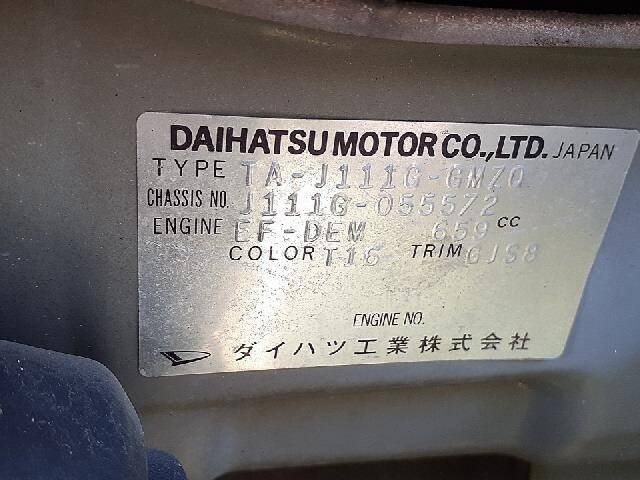 DAIHATSU MOTOR CO.,LTD. JAPAN
TYPE TA-J111G-GMZQ
CHASSIS NO. J111G-055572
ENGINE EF-DEM 659 CC
COLOR T16 TRIM GJS8
ENGINE NO.
ダイハツ工業株式会社